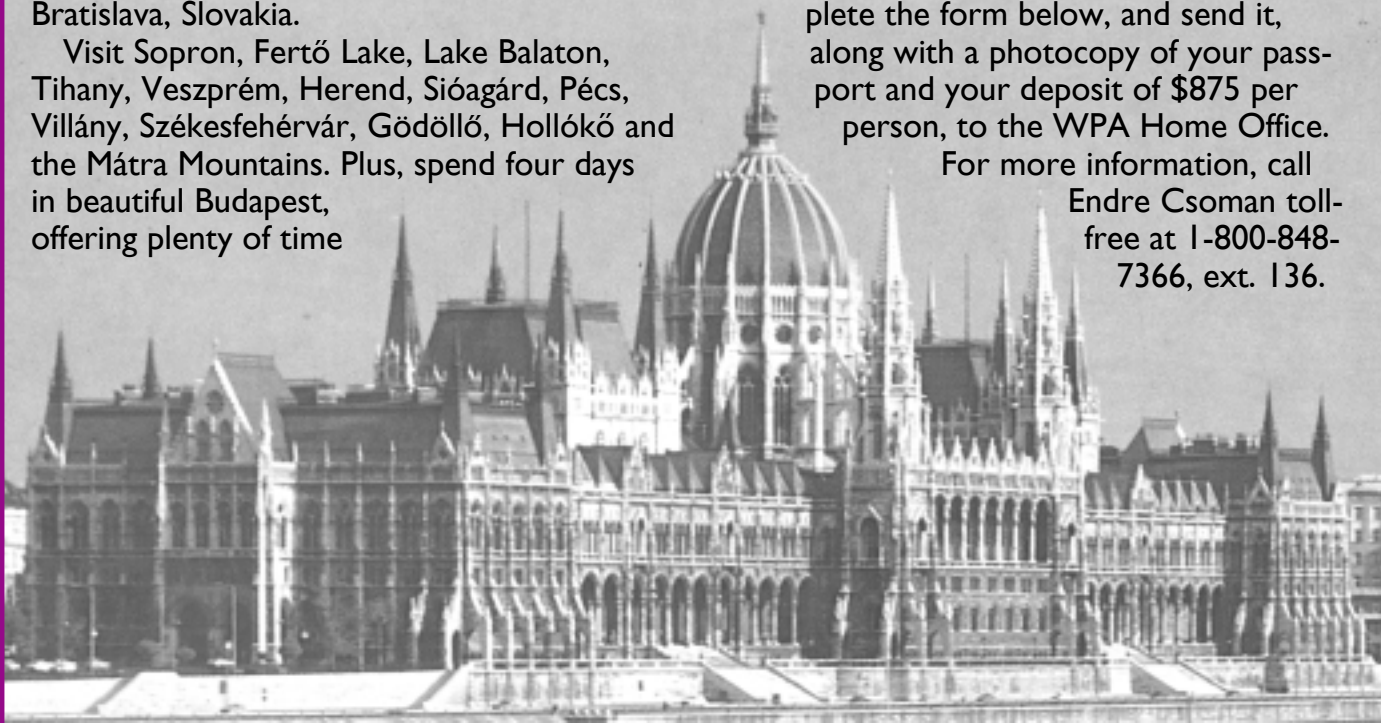 Bratislava, Slovakia.
Visit Sopron, Fertő Lake, Lake Balaton,
Tihany, Veszprém, Herend, Sióagárd, Pécs,
Villány, Székesfehérvár, Gödöllő, Hollókő and
the Mátra Mountains. Plus, spend four days
in beautiful Budapest,
offering plenty of time
plete the form below, and send it,
along with a photocopy of your pass-
port and your deposit of $875 per
person, to the WPA Home Office.
For more information, call
Endre Csoman toll-
free at 1-800-848-
7366, ext. 136.